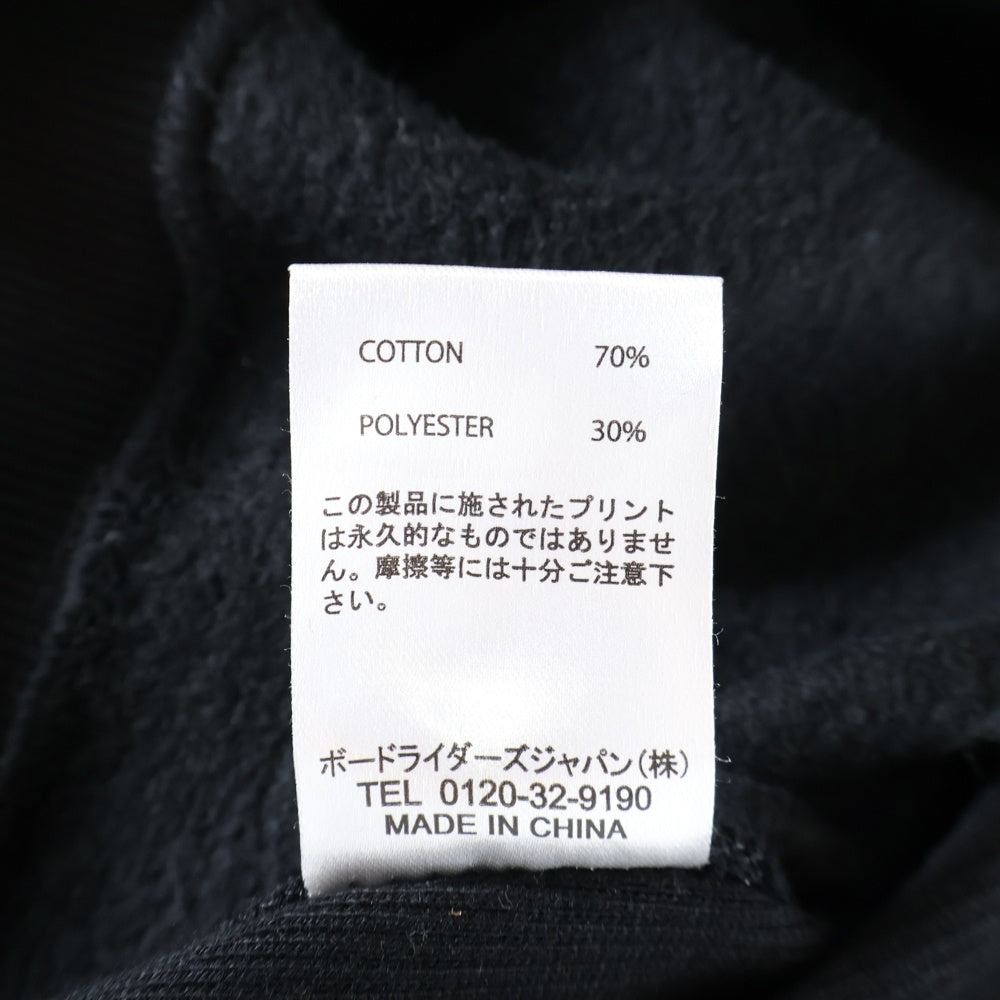 COTTON 70%
POLYESTER 30%
この製品に施されたプリント
は永久的なものではありませ
ん。摩擦等には十分ご注意下
さい。
ボードライダーズジャパン(株)
TEL 0120-32-9190
MADE IN CHINA